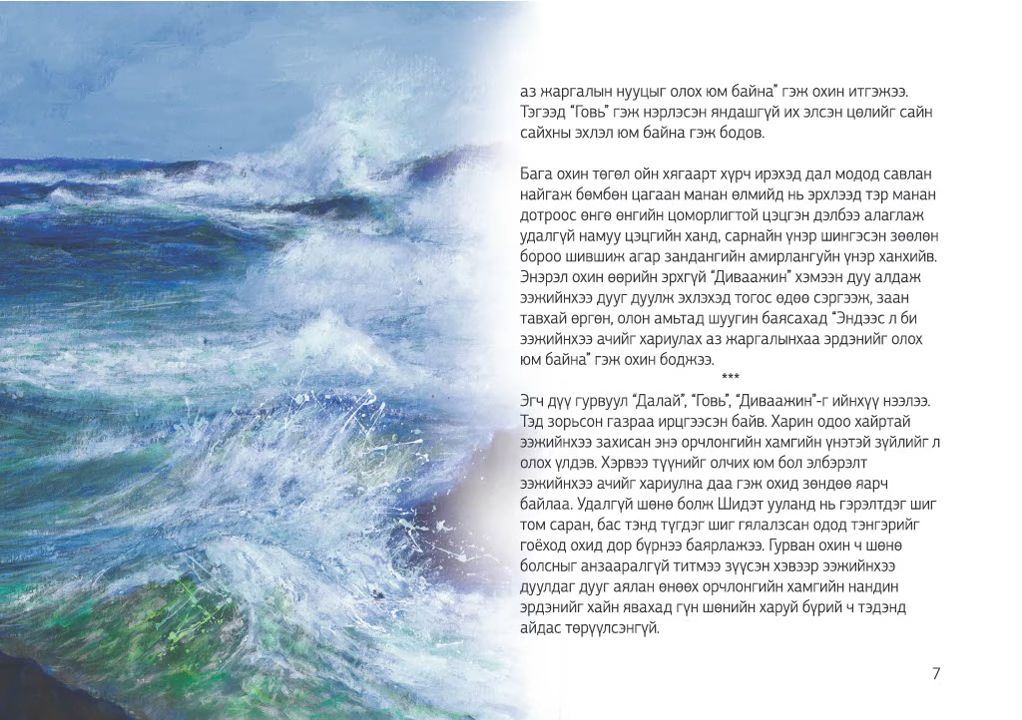 аз жаргалын нууцыг олох юм байна” гэж охин итгэжээ.
Тэгээд “Говь” гэж нэрлэсэн яндашгүй их элсэн цөлийг сайн
сайхны эхлэл юм байна гэж бодов.
Бага охин төгөл ойн хягаарт хүрч ирэхэд дал модод савлан
найгаж бөмбөн цагаан манан өлмийд нь эрхлээд тэр манан
дотроос өнгө өнгийн цоморлигтой цэцгэн дэлбээ алаглаж
удалгүй намуу цэцгийн ханд, сарнайн үнэр шингэсэн зөөлөн
бороо шившиж агар зандангийн амирлангуйн үнэр ханхийв.
Энэрэл охин өөрийн эрхгүй “Диваажин” хэмээн дуу алдаж
ээжийнхээ дууг дуулж эхлэхэд тогос өдөө сэргээж, заан
тавхай өргөн, олон амьтад шуугин баясахад “Эндээс л би
ээжийнхээ ачийг хариулах аз жаргалынхаа эрдэнийг олох
юм байна” гэж охин боджээ.
***
Эгч дүү гурвуул “Далай”, “Говь”, “Диваажин”-г ийнхүү нээлээ.
Тэд зорьсон газраа ирцгээсэн байв. Харин одоо хайртай
ээжийнхээ захисан энэ орчлонгийн хамгийн үнэтэй зүйлийг л
олох үлдэв. Хэрвээ түүнийг олчих юм бол элбэрэлт
ээжийнхээ ачийг хариулна даа гэж охид зөндөө яарч
байлаа. Удалгүй шөнө болж Шидэт ууланд нь гэрэлтдэг шиг
том саран, бас тэнд түгдэг шиг гялалзсан одод тэнгэрийг
гоёход охид дор бүрнээ баярлажээ. Гурван охин ч шөнө
болсныг анзааралгүй титмээ зүүсэн хэвээр ээжийнхээ
дуулдаг дууг аялан өнөөх орчлонгийн хамгийн нандин
эрдэнийг хайн явахад гүн шөнийн харуй бүрий ч тэдэнд
айдас төрүүлсэнгүй.
7